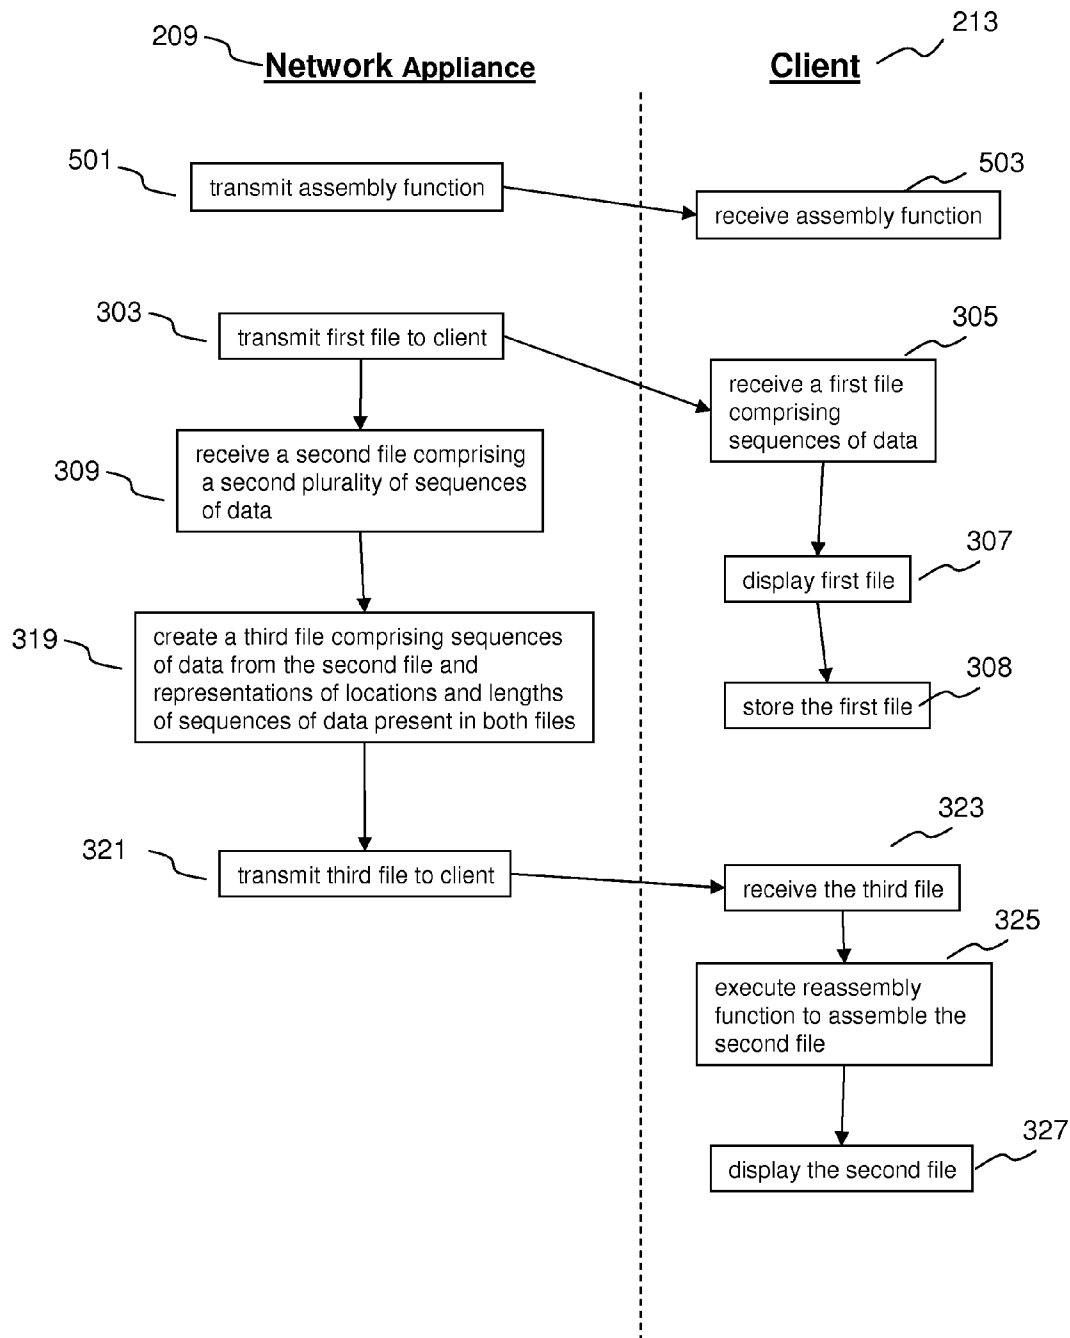 209
Network Appliance
213
Client
501
transmit assembly function
503
receive assembly function
303
transmit first file to client
305
receive a first file
comprising
sequences of data
309
receive a second file comprising
a second plurality of sequences
of data
307
display first file
319
create a third file comprising sequences
of data from the second file and
representations of locations and lengths
of sequences of data present in both files
308
store the first file
321
transmit third file to client
323
receive the third file
325
execute reassembly
function to assemble the
second file
327
display the second file